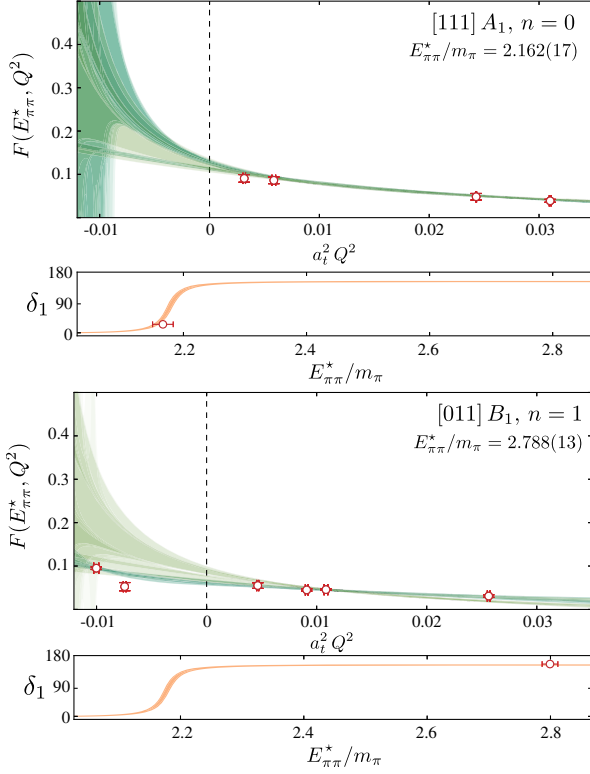 [111] A₁, n = 0
E⋆ππ/mπ = 2.162(17)
F(E⋆ππ, Q²)
0.4
0.3
0.2
0.1
-0.01 0 0.01 0.02 0.03
aₜ² Q²
δ₁
180
90
0
2.2 2.4 2.6 2.8
E⋆ππ/mπ
[011] B₁, n = 1
E⋆ππ/mπ = 2.788(13)
F(E⋆ππ, Q²)
0.4
0.3
0.2
0.1
-0.01 0 0.01 0.02 0.03
aₜ² Q²
δ₁
180
90
0
2.2 2.4 2.6 2.8
E⋆ππ/mπ